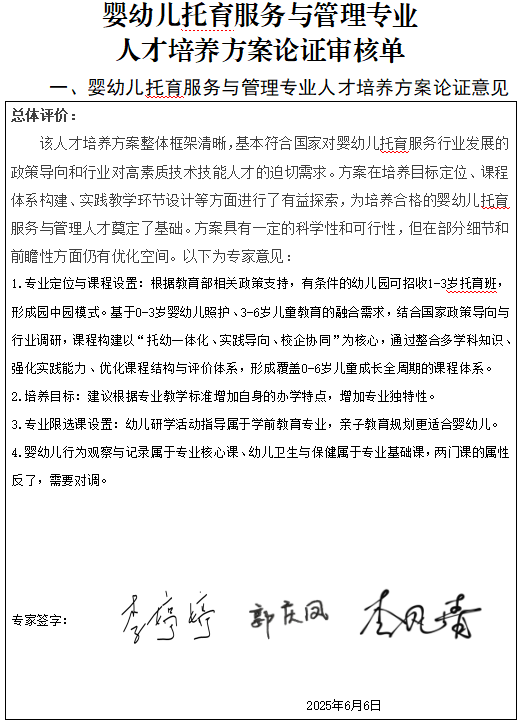 婴幼儿托育服务与管理专业
人才培养方案论证审核单
一、婴幼儿托育服务与管理专业人才培养方案论证意见
总体评价：
该人才培养方案整体框架清晰，基本符合国家对婴幼儿托育服务行业发展的
政策导向和行业对高素质技术技能人才的迫切需求。方案在培养目标定位、课程
体系构建、实践教学环节设计等方面进行了有益探索，为培养合格的婴幼儿托育
服务与管理人才奠定了基础。方案具有一定的科学性和可行性，但在部分细节和
前瞻性方面仍有优化空间。以下为专家意见：
1.专业定位与课程设置：根据教育部相关政策支持，有条件的幼儿园可招收1-3岁托育班，
形成园中园模式。基于0-3岁婴幼儿照护、3-6岁儿童教育的融合需求，结合国家政策导向与
行业调研，课程构建以“托幼一体化、实践导向、校企协同”为核心，通过整合多学科知识、
强化实践能力、优化课程结构与评价体系，形成覆盖0-6岁儿童成长全周期的课程体系。
2.培养目标：建议根据专业教学标准增加自身的办学特点，增加专业独特性。
3.专业限选课设置：幼儿研学活动指导属于学前教育专业，亲子教育规划更适合婴幼儿。
4.婴幼儿行为观察与记录属于专业核心课、幼儿卫生与保健属于专业基础课，两门课的属性
反了，需要对调。
专家签字：李婷婷 郭庆凤 李凤青
2025年6月6日